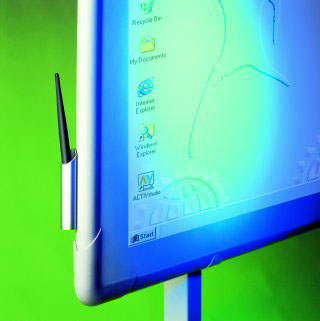 Recycle Bin
My Documents
Internet
Explorer
Windows
Explorer
ACTIVstudio
Start